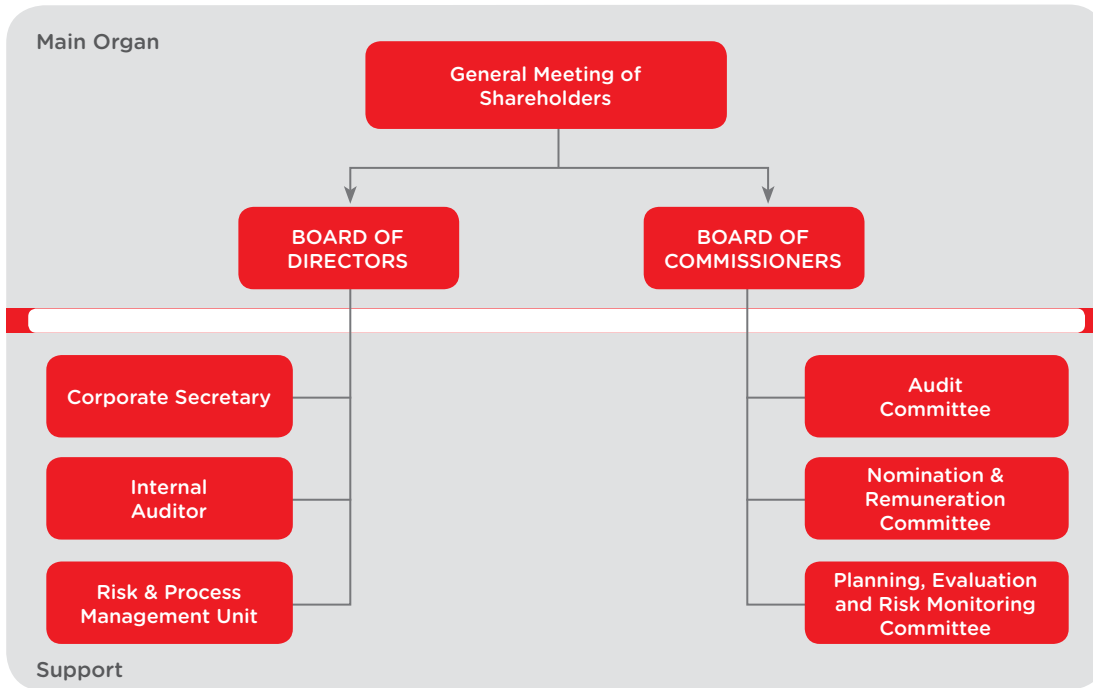 Main Organ
General Meeting of
Shareholders
BOARD OF
DIRECTORS
BOARD OF
COMMISSIONERS
Corporate Secretary
Audit
Committee
Internal
Auditor
Nomination &
Remuneration
Committee
Risk & Process
Management Unit
Planning, Evaluation
and Risk Monitoring
Committee
Support